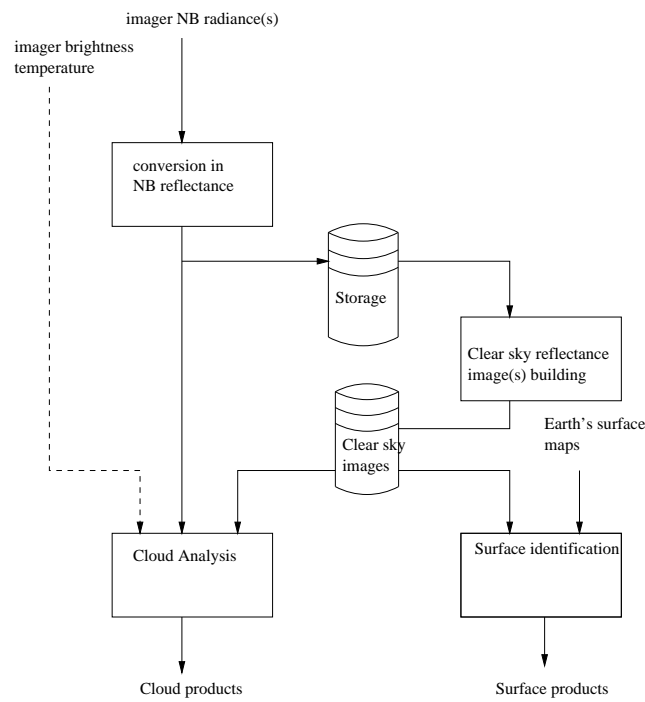 imager NB radiance(s)
imager brightness
temperature
conversion in
NB reflectance
Storage
Clear sky reflectance
image(s) building
Earth's surface
maps
Clear sky
images
Cloud Analysis
Surface identification
Cloud products
Surface products